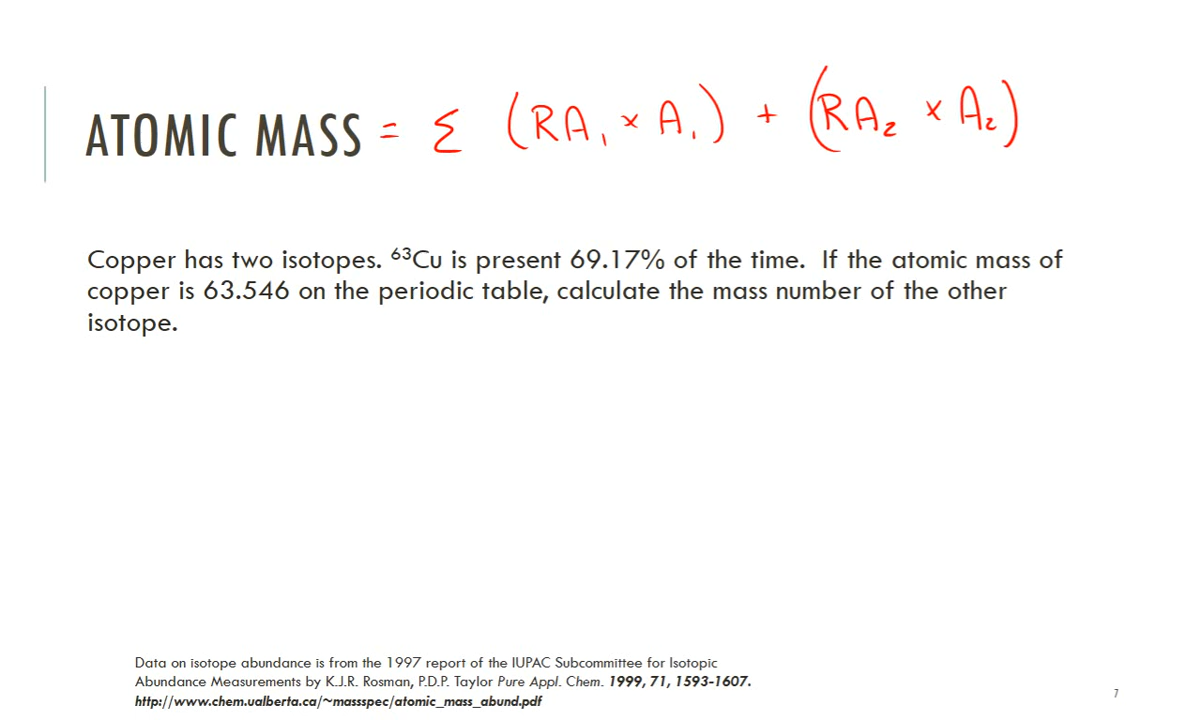 ATOMIC MASS = Σ (RA₁ × A₁) + (RA₂ × A₂)
Copper has two isotopes. ⁶³Cu is present 69.17% of the time. If the atomic mass of
copper is 63.546 on the periodic table, calculate the mass number of the other
isotope.
Data on isotope abundance is from the 1997 report of the IUPAC Subcommittee for Isotopic
Abundance Measurements by K.J.R. Rosman, P.D.P. Taylor Pure Appl. Chem. 1999, 71, 1593-1607.
http://www.chem.ualberta.ca/~massspec/atomic_mass_abund.pdf
7